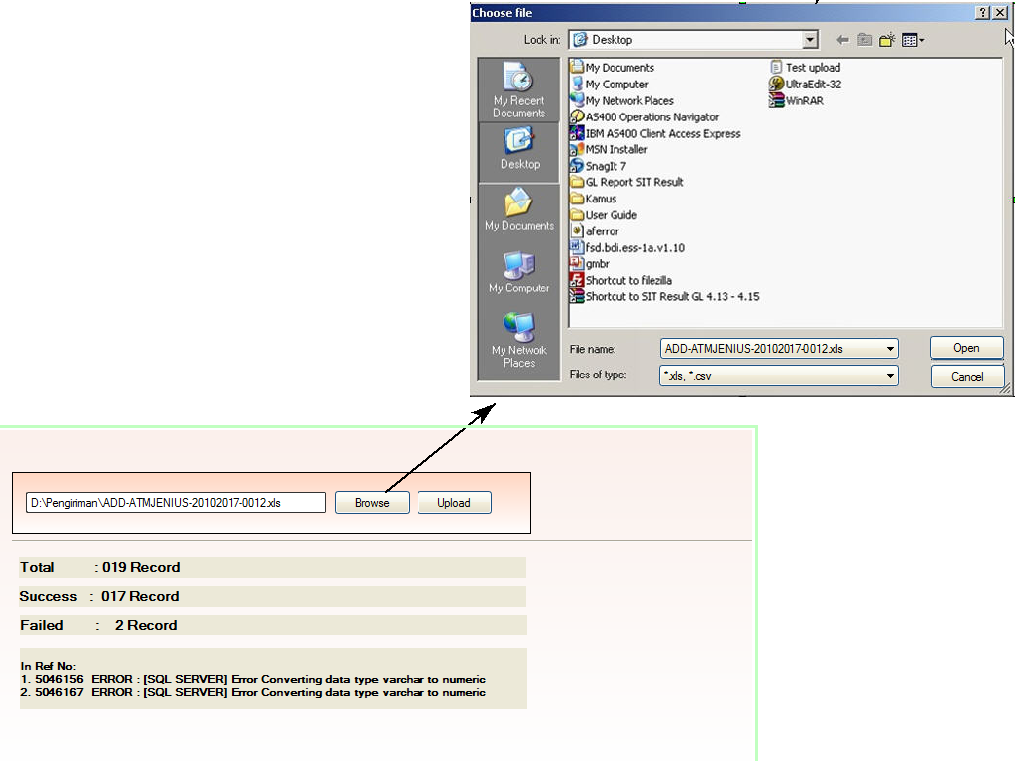 Choose file
Look in:
Desktop
My Recent
Documents
Desktop
My Documents
My Computer
My Network
Places
My Documents
My Computer
My Network Places
AS400 Operations Navigator
IBM AS400 Client Access Express
MSN Installer
SnagIt 7
GL Report SIT Result
Kamus
User Guide
aferror
fsd.bdi.ess-1a.v1.10
gmbr
Shortcut to filezilla
Shortcut to SIT Result GL 4.13 - 4.15
Test upload
UltraEdit-32
WinRAR
File name:
ADD-ATMJENIUS-20102017-0012.xls
Open
Files of type:
*.xls, *.csv
Cancel
D:\Pengiriman\ADD-ATMJENIUS-20102017-0012.xls
Browse
Upload
Total : 019 Record
Success : 017 Record
Failed : 2 Record
In Ref No:
1. 5046156 ERROR : [SQL SERVER] Error Converting data type varchar to numeric
2. 5046167 ERROR : [SQL SERVER] Error Converting data type varchar to numeric